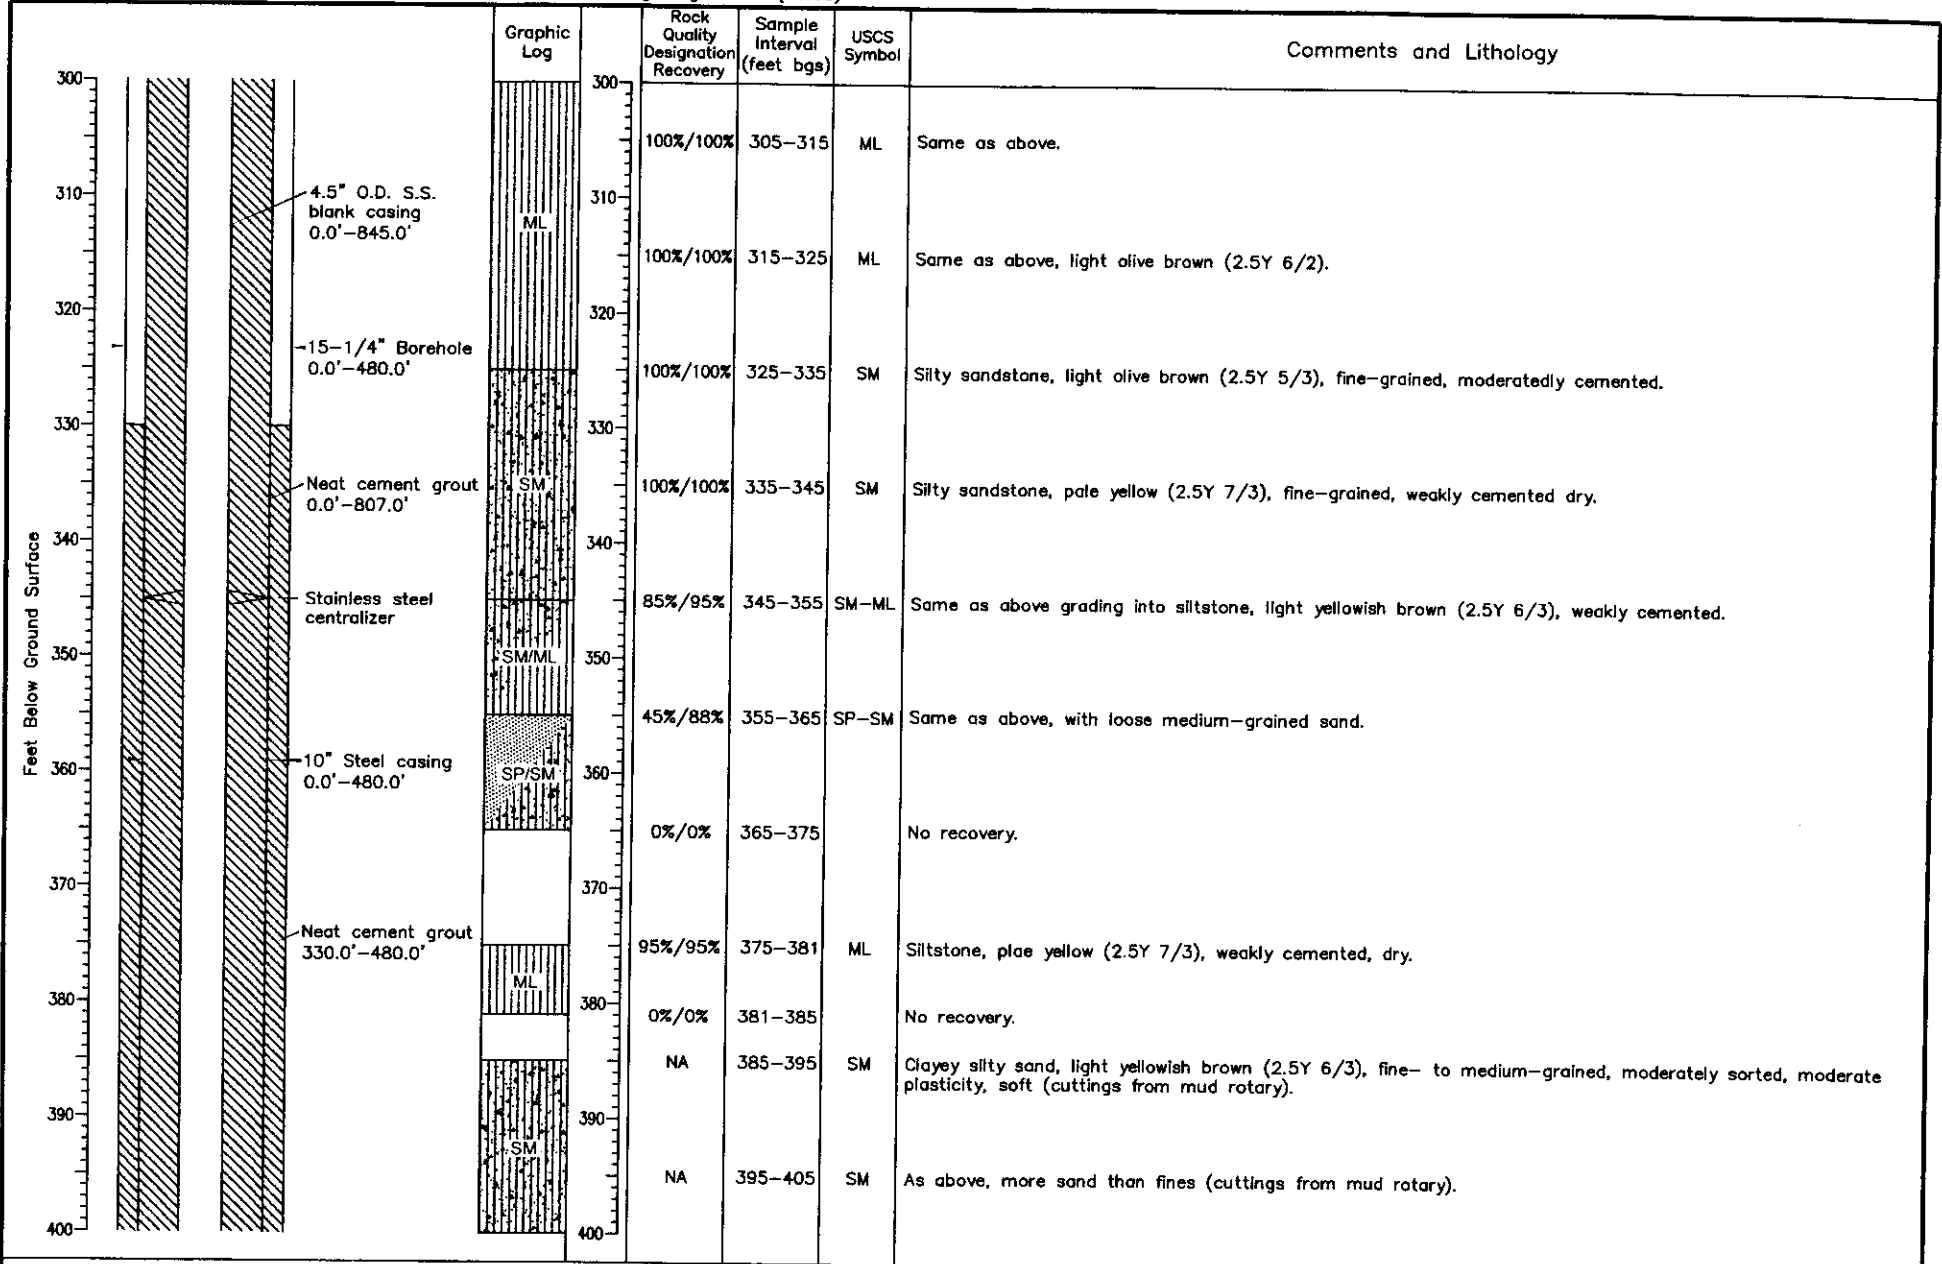 Graphic
Log
Rock
Quality
Designation
Recovery
Sample
Interval
(feet bgs)
USCS
Symbol
Comments and Lithology
Feet Below Ground Surface
300
310
320
330
340
350
360
370
380
390
400
4.5" O.D. S.S.
blank casing
0.0'-845.0'
15-1/4" Borehole
0.0'-480.0'
Neat cement grout
0.0'-807.0'
Stainless steel
centralizer
10" Steel casing
0.0'-480.0'
Neat cement grout
330.0'-480.0'
ML
SM
SM/ML
SP/SM
ML
SM
300
310
320
330
340
350
360
370
380
390
400
100%/100% 305-315 ML Same as above.
100%/100% 315-325 ML Same as above, light olive brown (2.5Y 6/2).
100%/100% 325-335 SM Silty sandstone, light olive brown (2.5Y 5/3), fine-grained, moderatedly cemented.
100%/100% 335-345 SM Silty sandstone, pale yellow (2.5Y 7/3), fine-grained, weakly cemented dry.
85%/95% 345-355 SM-ML Same as above grading into siltstone, light yellowish brown (2.5Y 6/3), weakly cemented.
45%/88% 355-365 SP-SM Same as above, with loose medium-grained sand.
0%/0% 365-375 No recovery.
95%/95% 375-381 ML Siltstone, plae yellow (2.5Y 7/3), weakly cemented, dry.
0%/0% 381-385 No recovery.
NA 385-395 SM Clayey silty sand, light yellowish brown (2.5Y 6/3), fine- to medium-grained, moderately sorted, moderate
plasticity, soft (cuttings from mud rotary).
NA 395-405 SM As above, more sand than fines (cuttings from mud rotary).